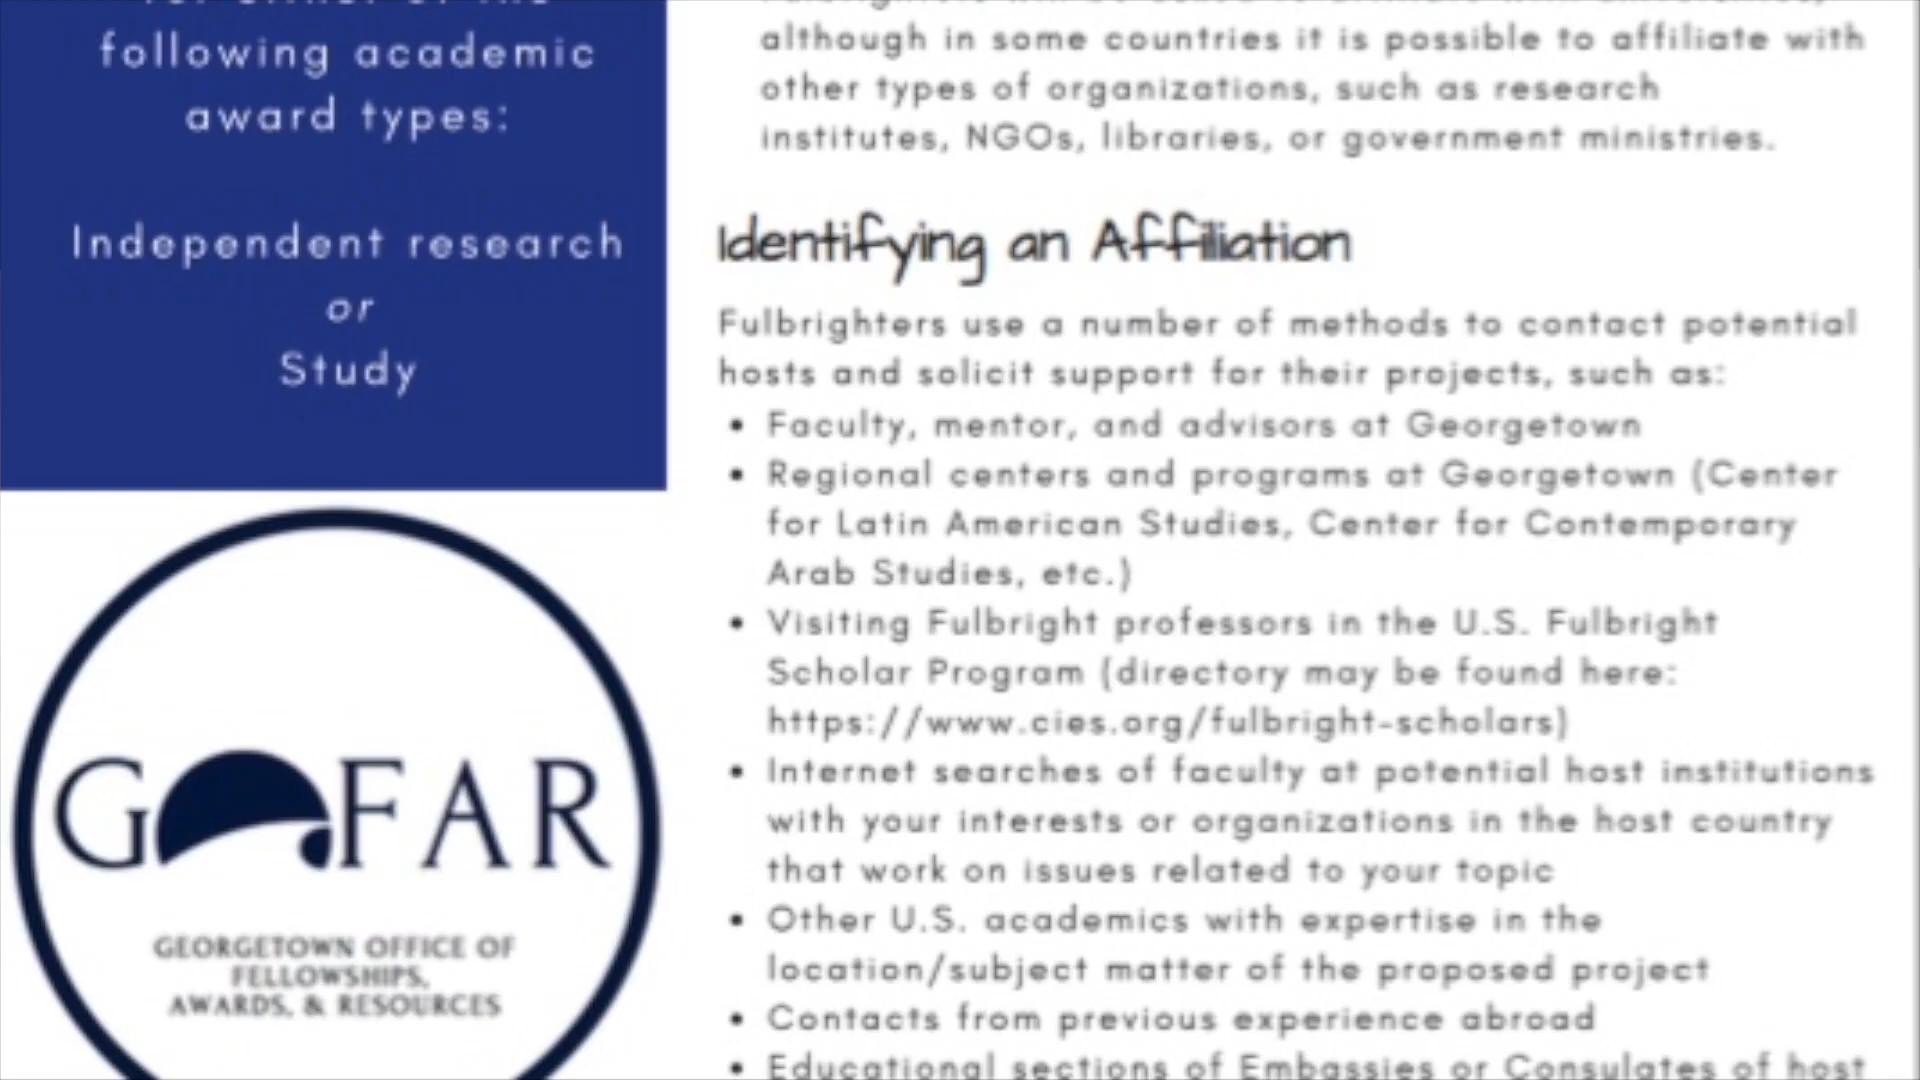 following academic
award types:
Independent research
or
Study
GOFAR
GEORGETOWN OFFICE OF
FELLOWSHIPS,
AWARDS, & RESOURCES
although in some countries it is possible to affiliate with
other types of organizations, such as research
institutes, NGOs, libraries, or government ministries.
Identifying an Affiliation
Fulbrighters use a number of methods to contact potential
hosts and solicit support for their projects, such as:
• Faculty, mentor, and advisors at Georgetown
• Regional centers and programs at Georgetown (Center
for Latin American Studies, Center for Contemporary
Arab Studies, etc.)
• Visiting Fulbright professors in the U.S. Fulbright
Scholar Program (directory may be found here:
https://www.cies.org/fulbright-scholars)
• Internet searches of faculty at potential host institutions
with your interests or organizations in the host country
that work on issues related to your topic
• Other U.S. academics with expertise in the
location/subject matter of the proposed project
• Contacts from previous experience abroad
• Educational sections of Embassies or Consulates of host